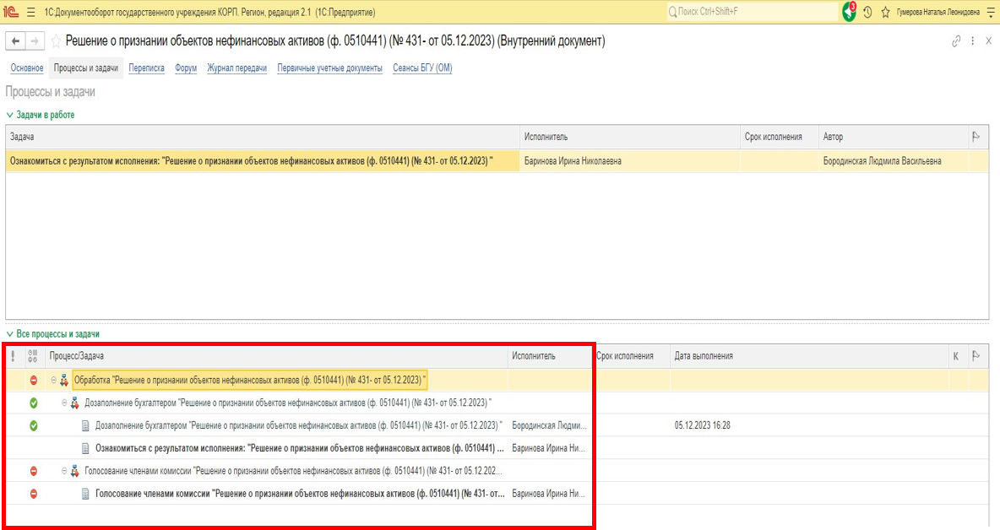 1С:Документооборот государственного учреждения КОРП. Регион, редакция 2.1 (1С:Предприятие) Поиск Ctrl+Shift+F 3 Гумерова Наталья Леонидовна
Решение о признании объектов нефинансовых активов (ф. 0510441) (№ 431- от 05.12.2023) (Внутренний документ)
Основное Процессы и задачи Переписка Форум Журнал передачи Первичные учетные документы Сеансы БГУ (ОМ)
Процессы и задачи
Задачи в работе
Задача Исполнитель Срок исполнения Автор
Ознакомиться с результатом исполнения: "Решение о признании объектов нефинансовых активов (ф. 0510441) (№ 431- от 05.12.2023) " Баринова Ирина Николаевна Бородинская Людмила Васильевна
Все процессы и задачи
! Процесс/Задача Исполнитель Срок исполнения Дата выполнения К
Обработка "Решение о признании объектов нефинансовых активов (ф. 0510441) (№ 431- от 05.12.2023) "
Дозаполнение бухгалтером "Решение о признании объектов нефинансовых активов (ф. 0510441) (№ 431- от 05.12.2023) "
Дозаполнение бухгалтером "Решение о признании объектов нефинансовых активов (ф. 0510441) (№ 431- от 05.12.2023) " Бородинская Людми... 05.12.2023 16:28
Ознакомиться с результатом исполнения: "Решение о признании объектов нефинансовых активов (ф. 0510441) ... Баринова Ирина Ни...
Голосование членами комиссии "Решение о признании объектов нефинансовых активов (ф. 0510441) (№ 431- от 05.12.202...
Голосование членами комиссии "Решение о признании объектов нефинансовых активов (ф. 0510441) (№ 431- от... Баринова Ирина Ни...